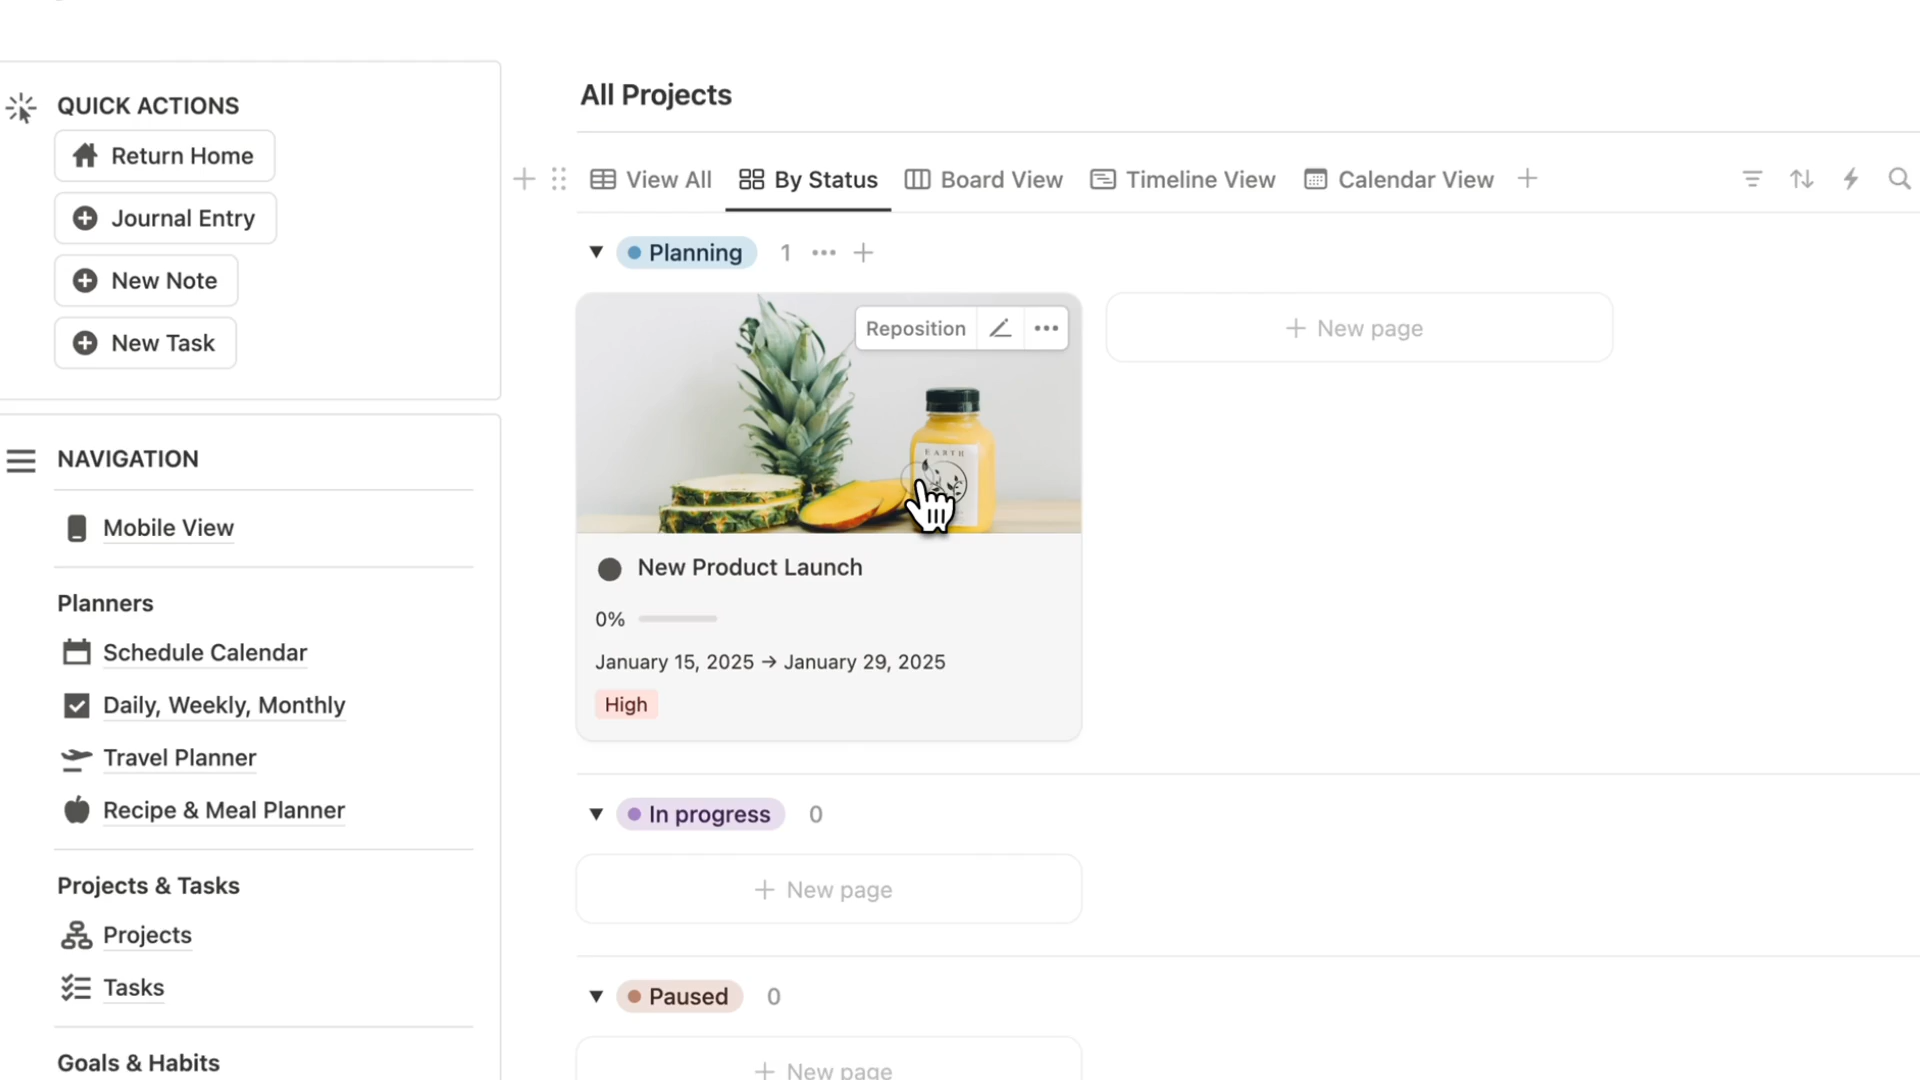 QUICK ACTIONS
Return Home
Journal Entry
New Note
New Task
NAVIGATION
Mobile View
Planners
Schedule Calendar
Daily, Weekly, Monthly
Travel Planner
Recipe & Meal Planner
Projects & Tasks
Projects
Tasks
Goals & Habits
All Projects
View All
By Status
Board View
Timeline View
Calendar View
Planning 1
Reposition
EARTH
New Product Launch
0%
January 15, 2025 → January 29, 2025
High
New page
In progress 0
New page
Paused 0
New page